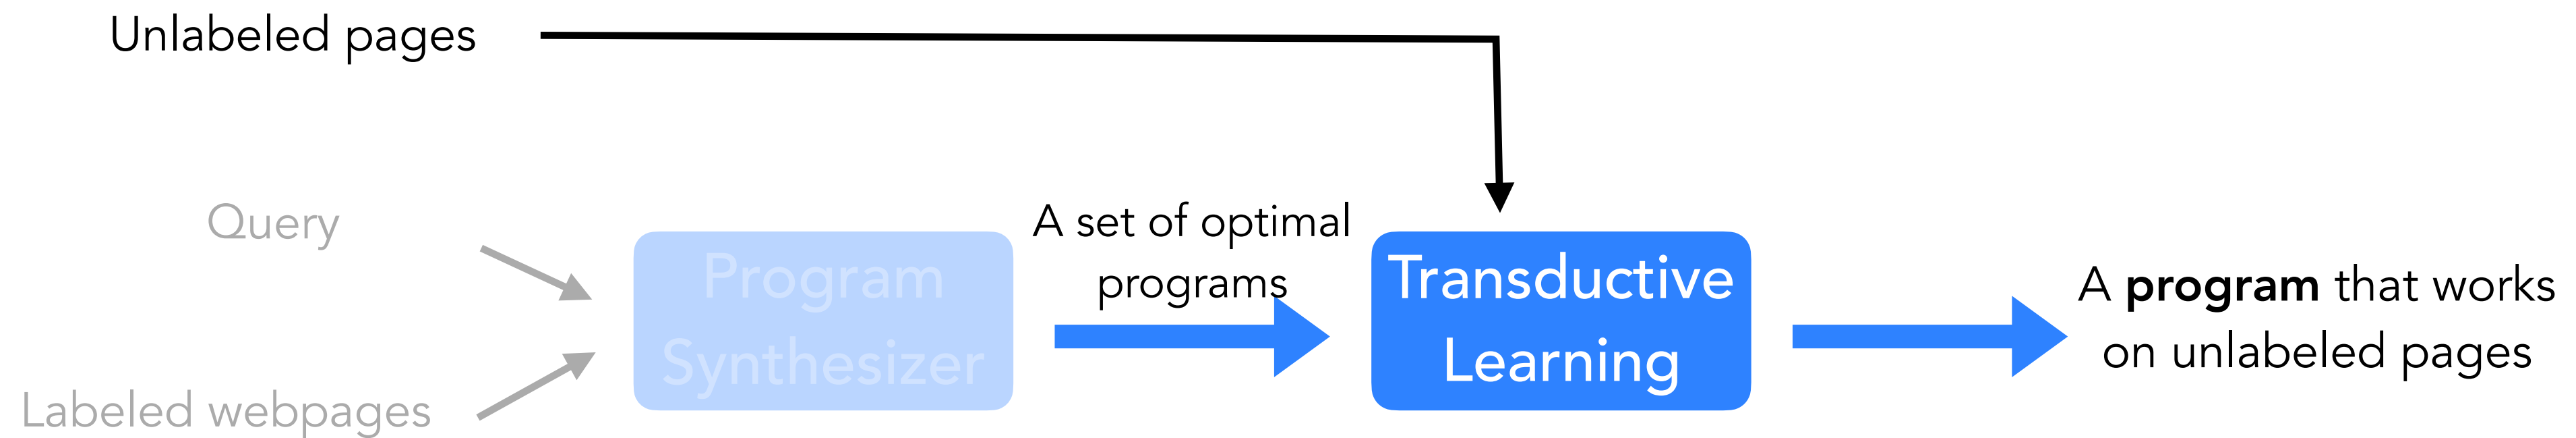 Unlabeled pages
Query
Labeled webpages
Program
Synthesizer
A set of optimal
programs
Transductive
Learning
A program that works
on unlabeled pages